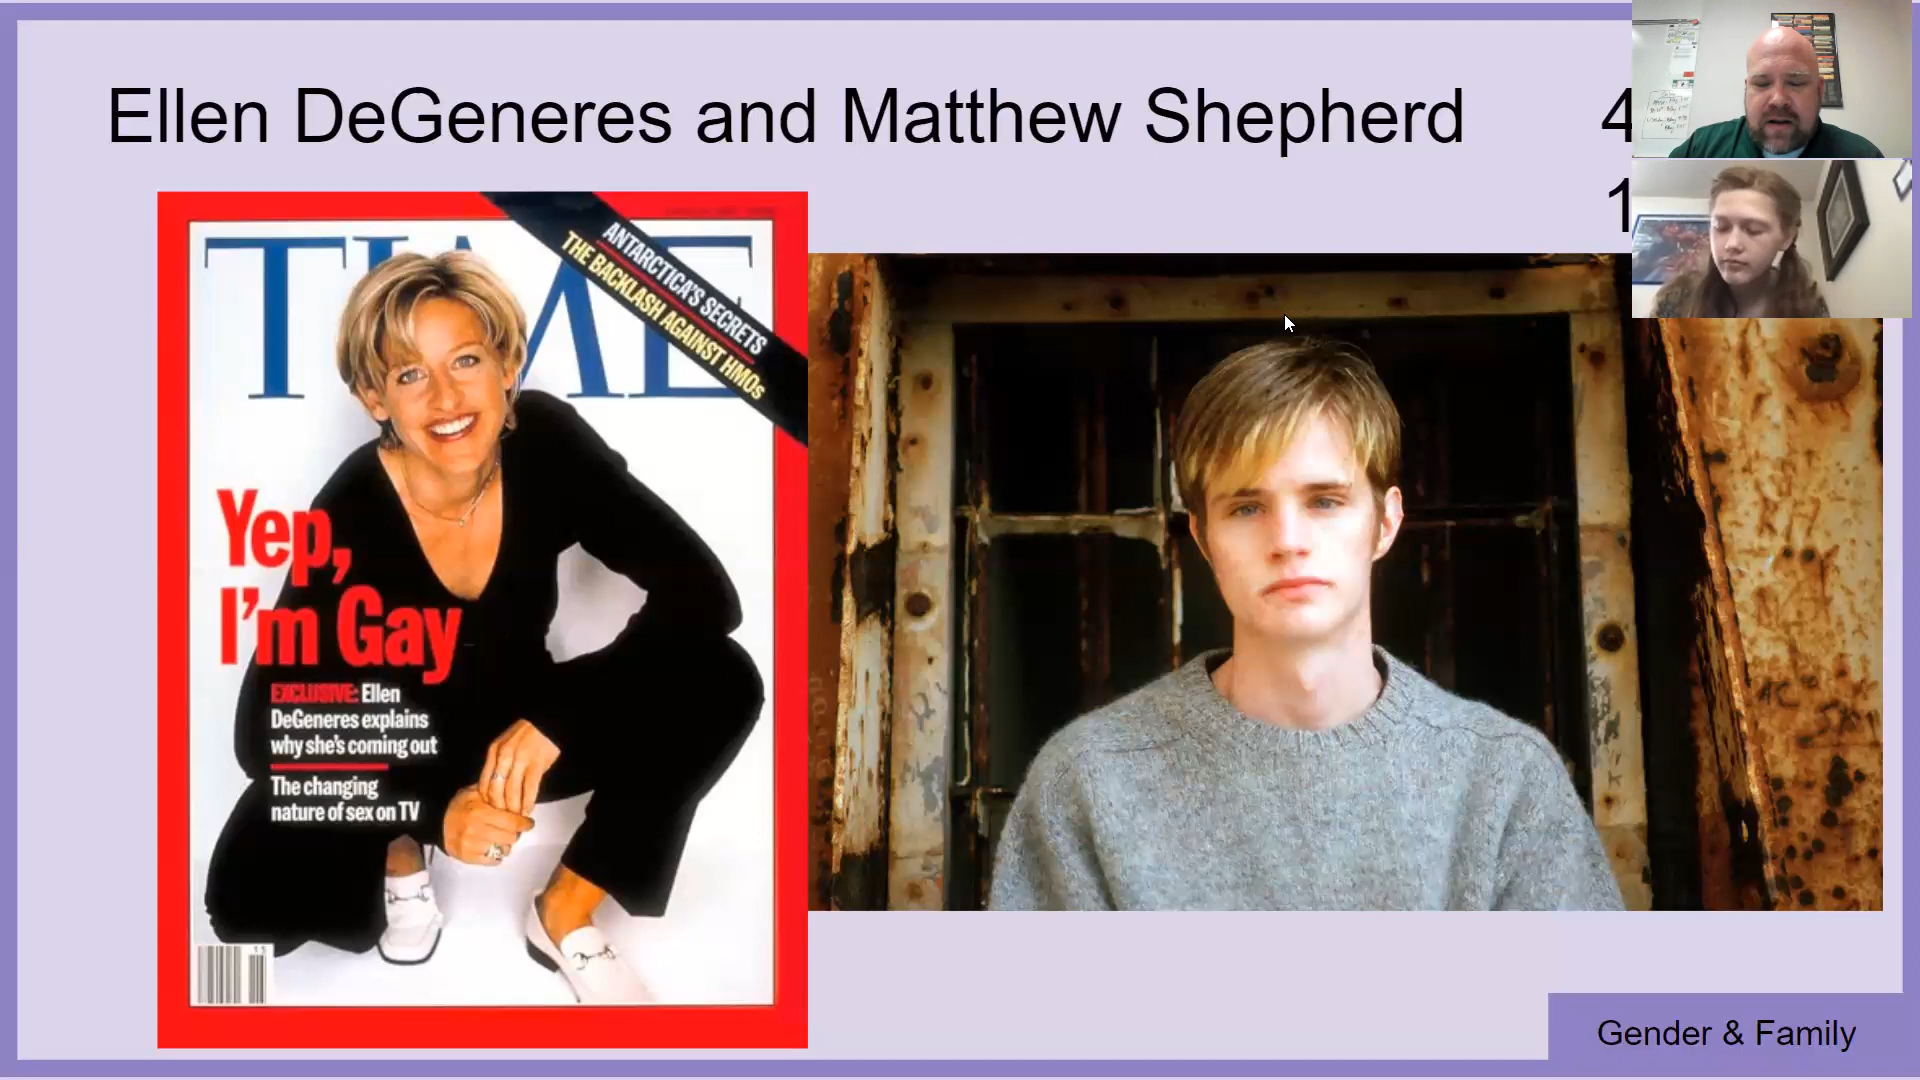 Ellen DeGeneres and Matthew Shepherd
4
1
TIME
ANTARCTICA'S SECRETS
THE BACKLASH AGAINST HMOs
Yep,
I'm Gay
EXCLUSIVE: Ellen
DeGeneres explains
why she's coming out
The changing
nature of sex on TV
Gender & Family